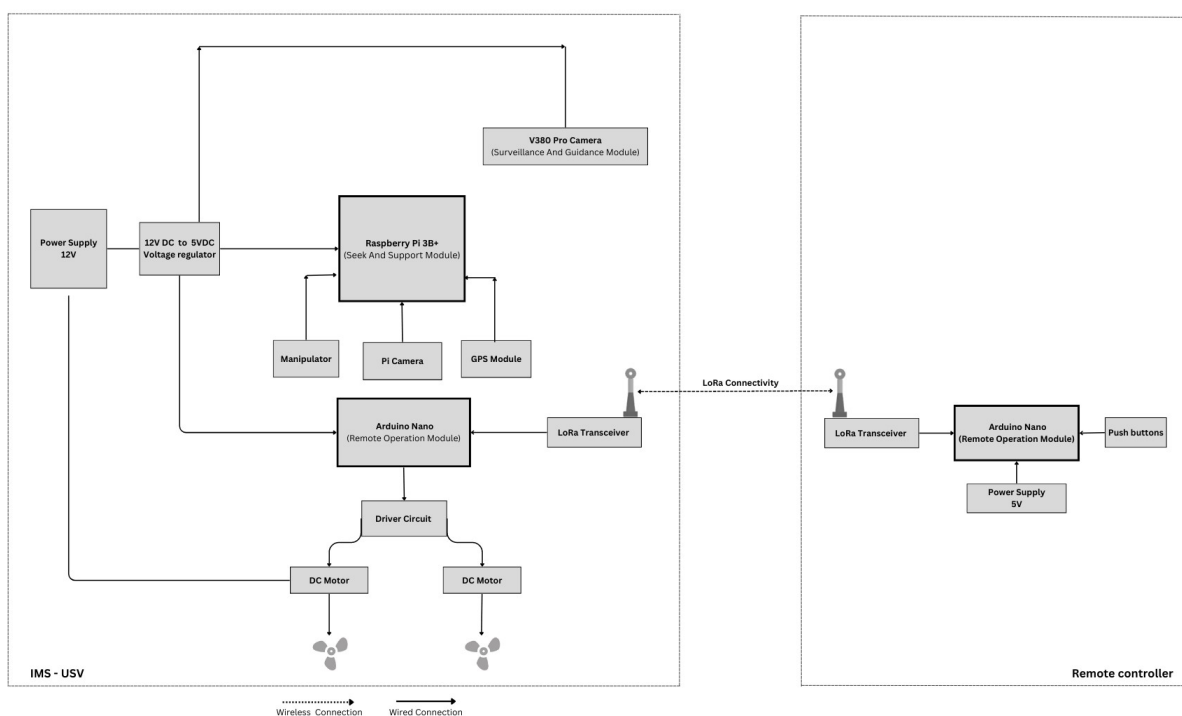 V380 Pro Camera
(Surveillance And Guidance Module)
Power Supply
12V
12V DC to 5VDC
Voltage regulator
Raspberry Pi 3B+
(Seek And Support Module)
Manipulator
Pi Camera
GPS Module
LoRa Connectivity
Arduino Nano
(Remote Operation Module)
LoRa Transceiver
LoRa Transceiver
Arduino Nano
(Remote Operation Module)
Push buttons
Power Supply
5V
Driver Circuit
DC Motor
DC Motor
IMS - USV
Remote controller
Wireless Connection
Wired Connection